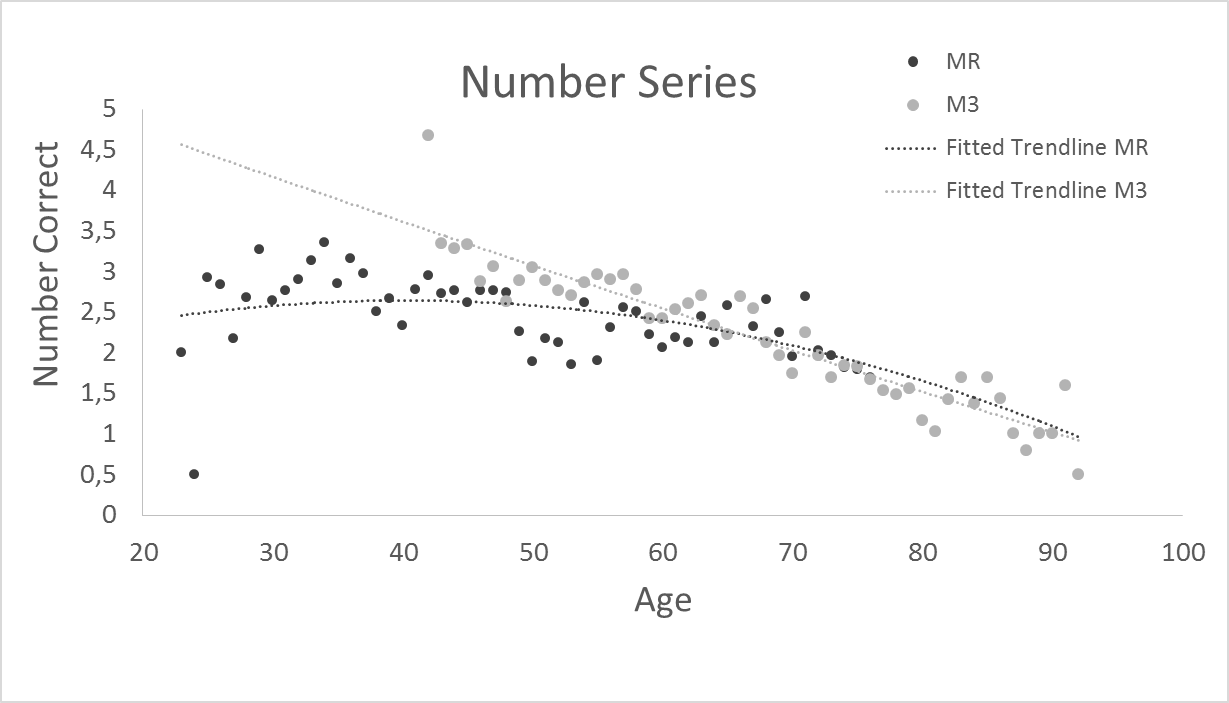 Number Series
MR
M3
Fitted Trendline MR
Fitted Trendline M3
Number Correct
5
4,5
4
3,5
3
2,5
2
1,5
1
0,5
0
20 30 40 50 60 70 80 90 100
Age